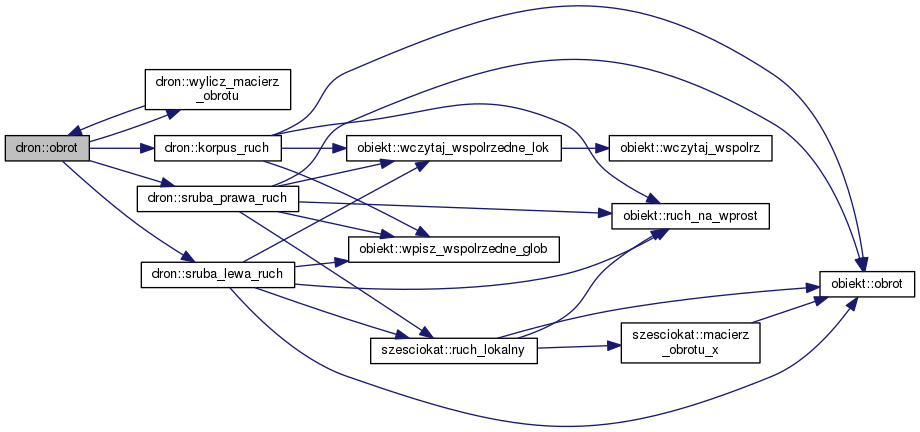 dron::wylicz_macierz
_obrotu
dron::obrot
dron::korpus_ruch
obiekt::wczytaj_wspolrzedne_lok
obiekt::wczytaj_wspolrz
dron::sruba_prawa_ruch
obiekt::ruch_na_wprost
obiekt::wpisz_wspolrzedne_glob
dron::sruba_lewa_ruch
obiekt::obrot
szesciokat::ruch_lokalny
szesciokat::macierz
_obrotu_x